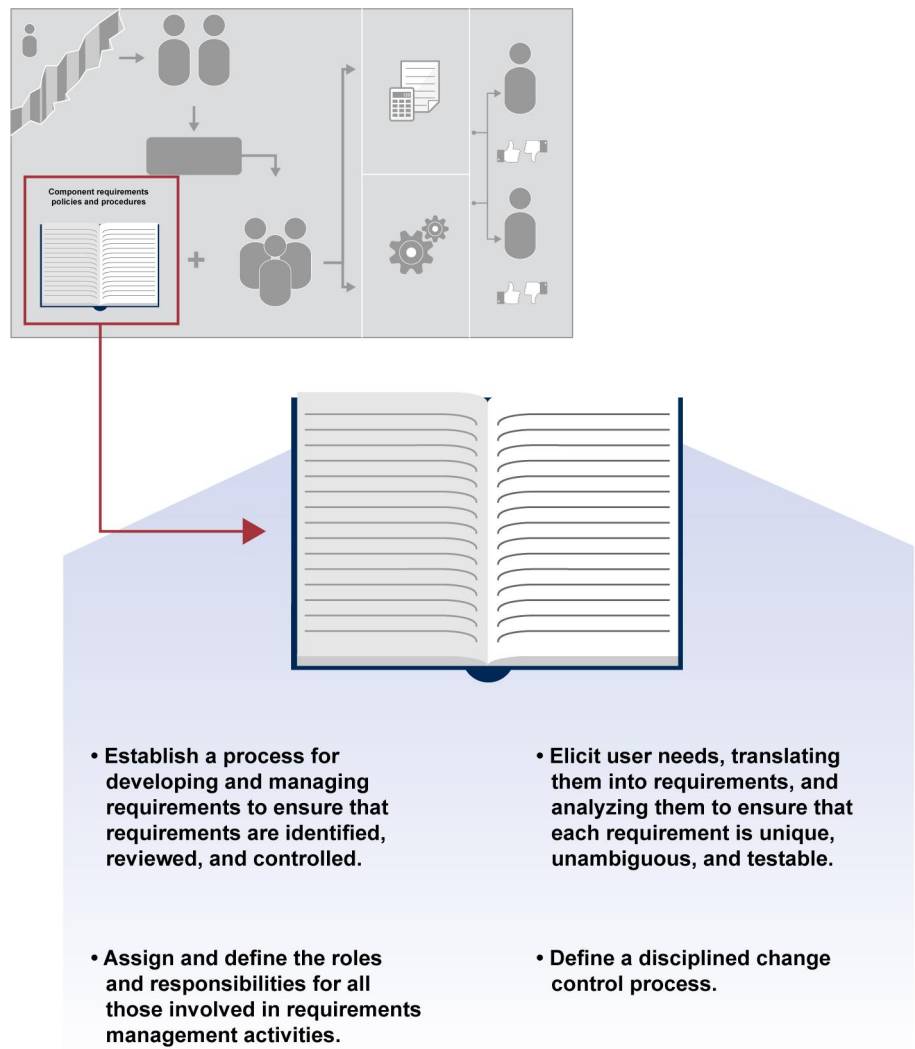 Component requirements
policies and procedures
• Establish a process for
developing and managing
requirements to ensure that
requirements are identified,
reviewed, and controlled.
• Elicit user needs, translating
them into requirements, and
analyzing them to ensure that
each requirement is unique,
unambiguous, and testable.
• Assign and define the roles
and responsibilities for all
those involved in requirements
management activities.
• Define a disciplined change
control process.